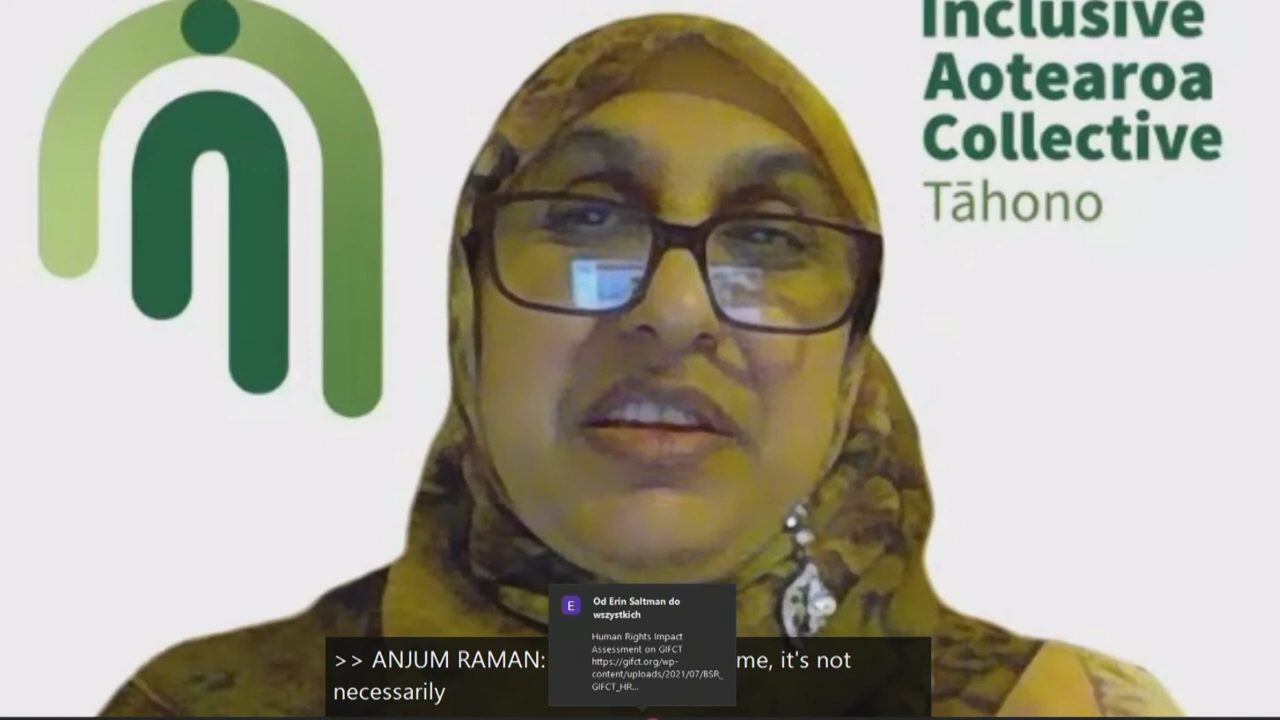 Inclusive
Aotearoa
Collective
Tāhono
E
Od Erin Saltman do
wszystkich
Human Rights Impact
Assessment on GIFCT
https://gifct.org/wp-
content/uploads/2021/07/BSR_
GIFCT_HR...
>> ANJUM RAMAN: me, it's not
necessarily